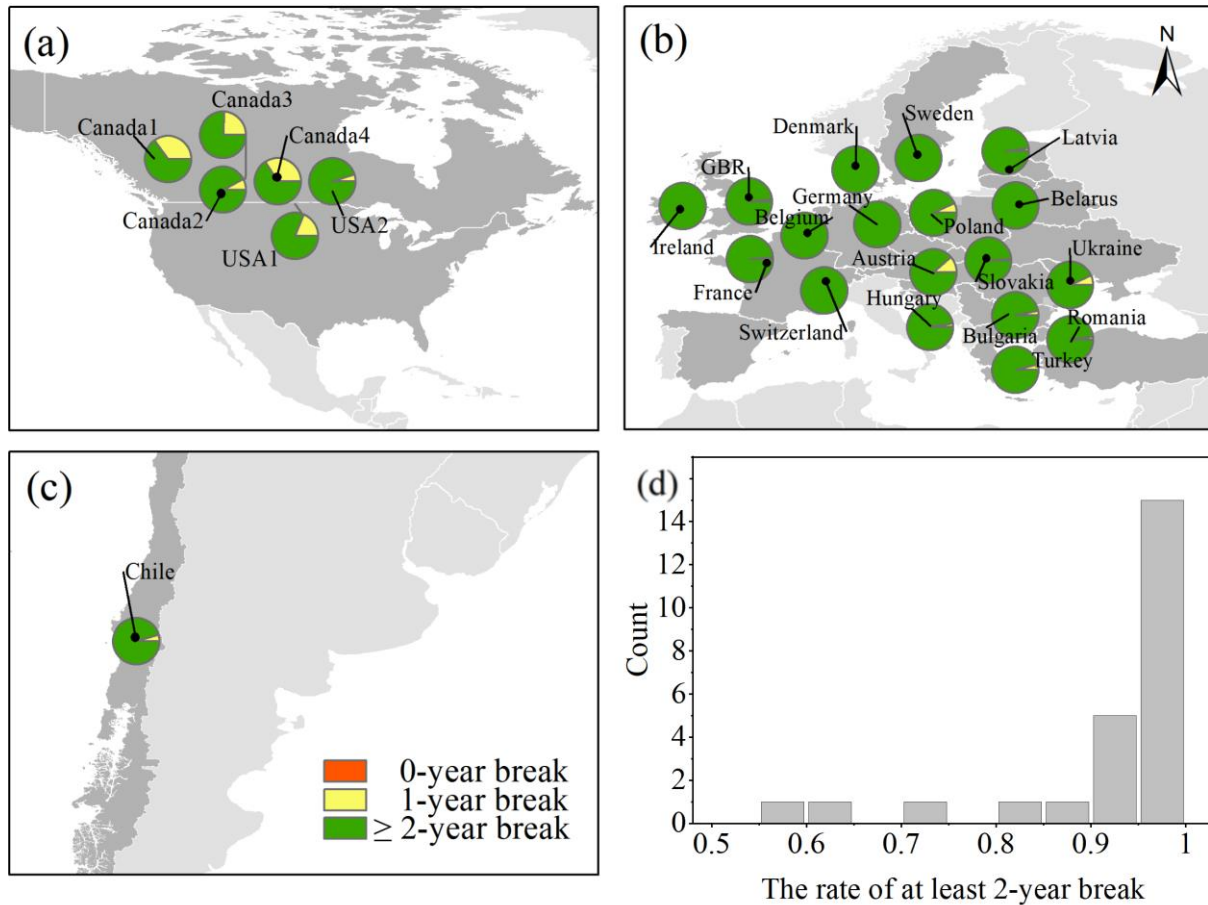 (a)
Canada3
Canada1
Canada4
Canada2
USA2
USA1
(b)
N
Sweden
Denmark
Latvia
GBR
Germany
Belgium
Belarus
Poland
Ireland
Ukraine
Austria
France
Slovakia
Hungary
Switzerland
Bulgaria
Romania
Turkey
(c)
Chile
0-year break
1-year break
≥ 2-year break
(d)
14
12
10
8
6
4
2
0
Count
0.5 0.6 0.7 0.8 0.9 1
The rate of at least 2-year break